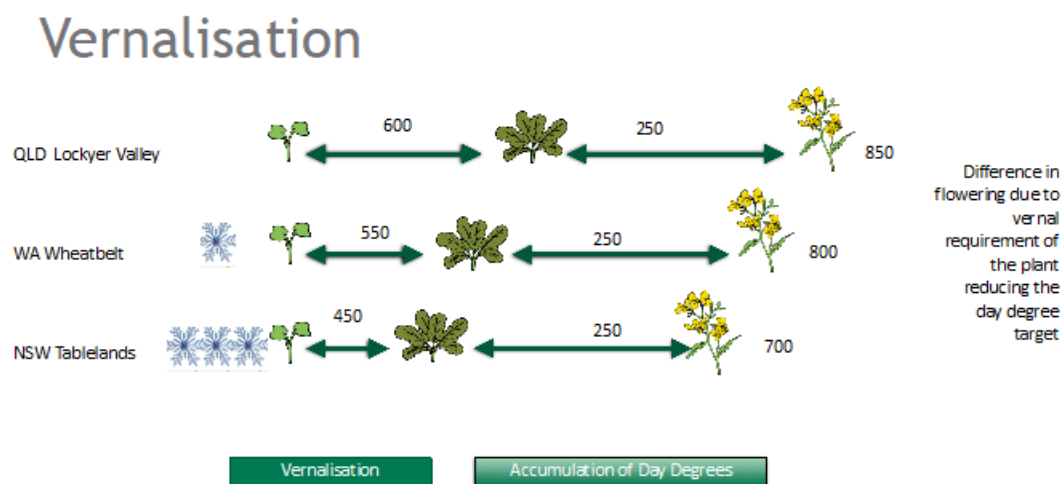 Vernalisation
600
250
QLD Lockyer Valley
850
550
250
WA Wheatbelt
800
450
250
NSW Tablelands
700
Difference in
flowering due to
vernal
requirement of
the plant
reducing the
day degree
target
Vernalisation
Accumulation of Day Degrees